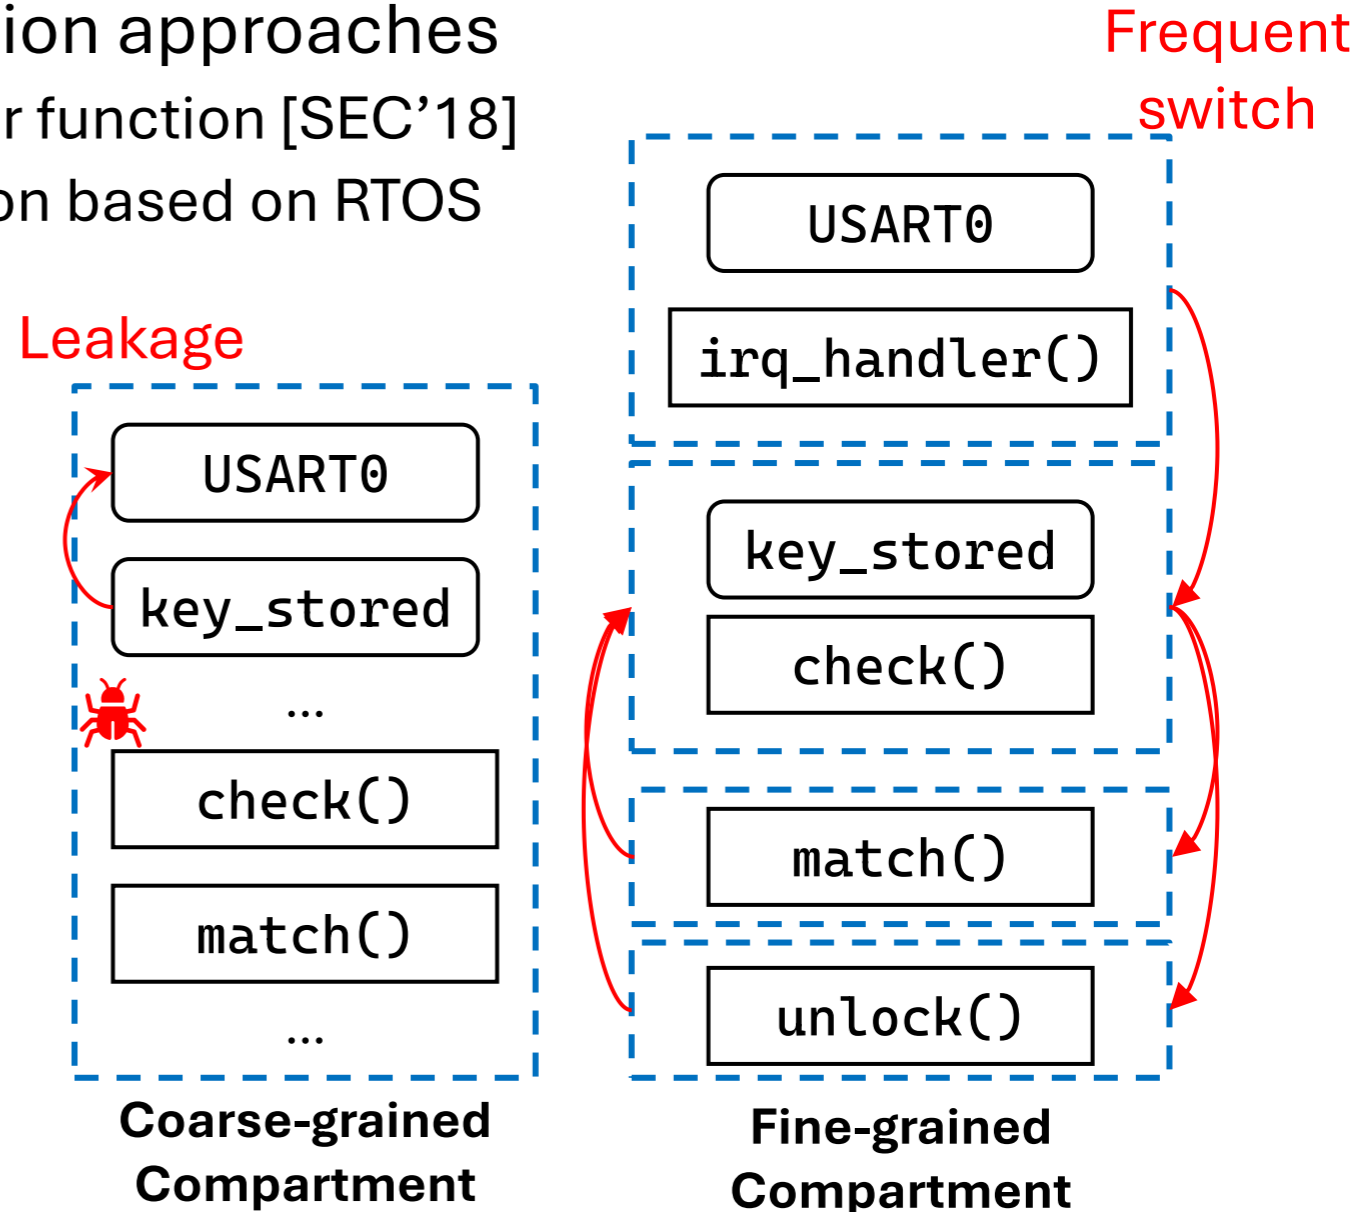 ion approaches
r function [SEC’18]
on based on RTOS
Leakage
USART0
key_stored
...
check()
match()
...
Coarse-grained
Compartment
Frequent
switch
USART0
irq_handler()
key_stored
check()
match()
unlock()
Fine-grained
Compartment